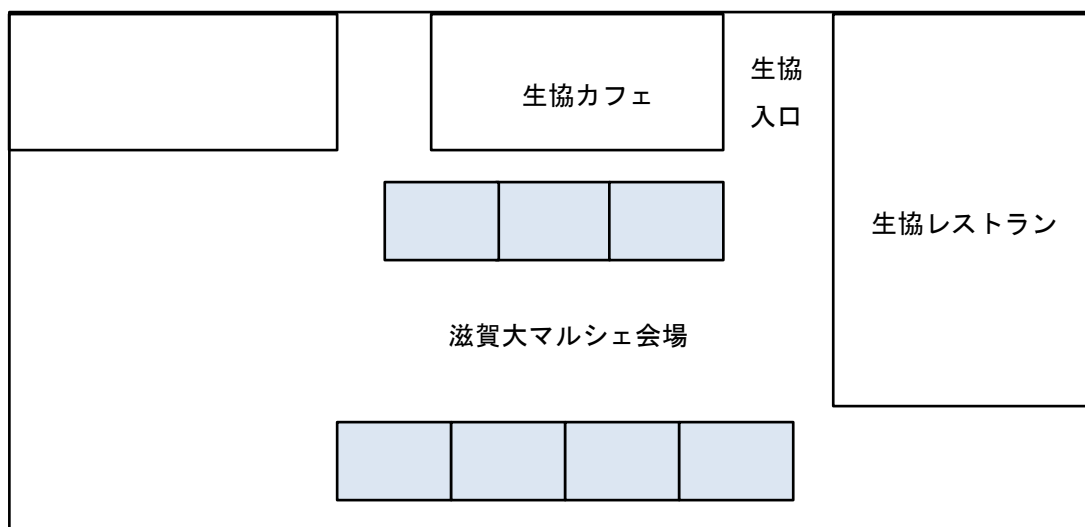 生協カフェ
生協
入口
生協レストラン
滋賀大マルシェ会場